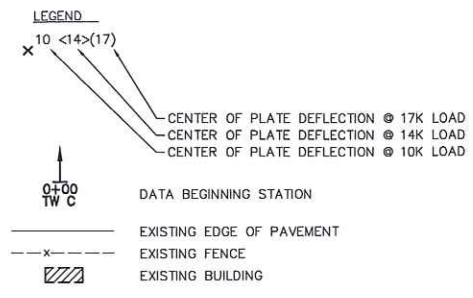 LEGEND
10 <14>(17)
CENTER OF PLATE DEFLECTION @ 17K LOAD
CENTER OF PLATE DEFLECTION @ 14K LOAD
CENTER OF PLATE DEFLECTION @ 10K LOAD
0+00
TW C
DATA BEGINNING STATION
EXISTING EDGE OF PAVEMENT
x
EXISTING FENCE
EXISTING BUILDING